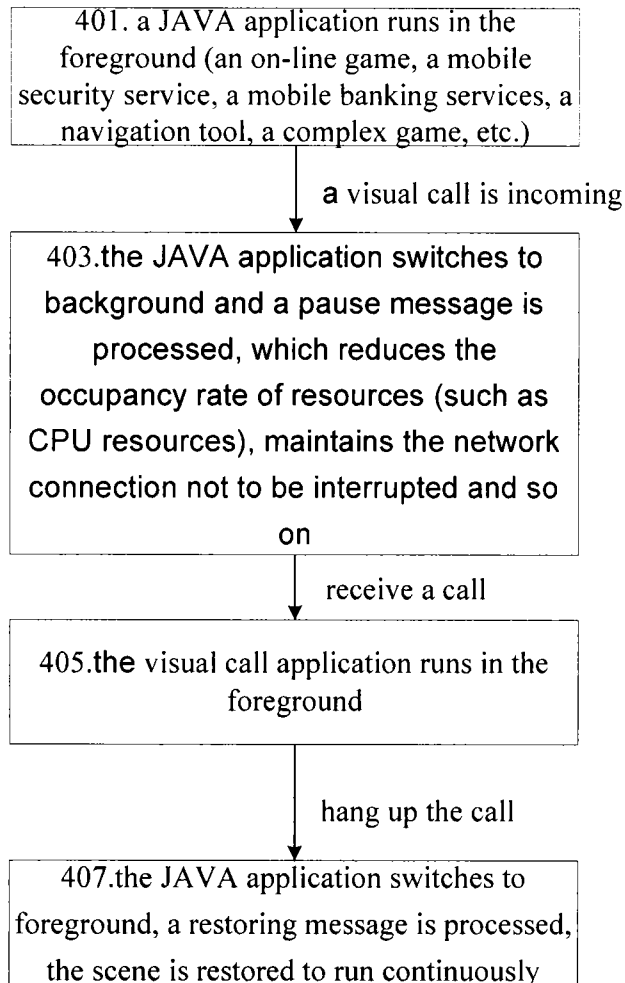 401. a JAVA application runs in the
foreground (an on-line game, a mobile
security service, a mobile banking services, a
navigation tool, a complex game, etc.)
a visual call is incoming
403.the JAVA application switches to
background and a pause message is
processed, which reduces the
occupancy rate of resources (such as
CPU resources), maintains the network
connection not to be interrupted and so
on
receive a call
405.the visual call application runs in the
foreground
hang up the call
407.the JAVA application switches to
foreground, a restoring message is processed,
the scene is restored to run continuously